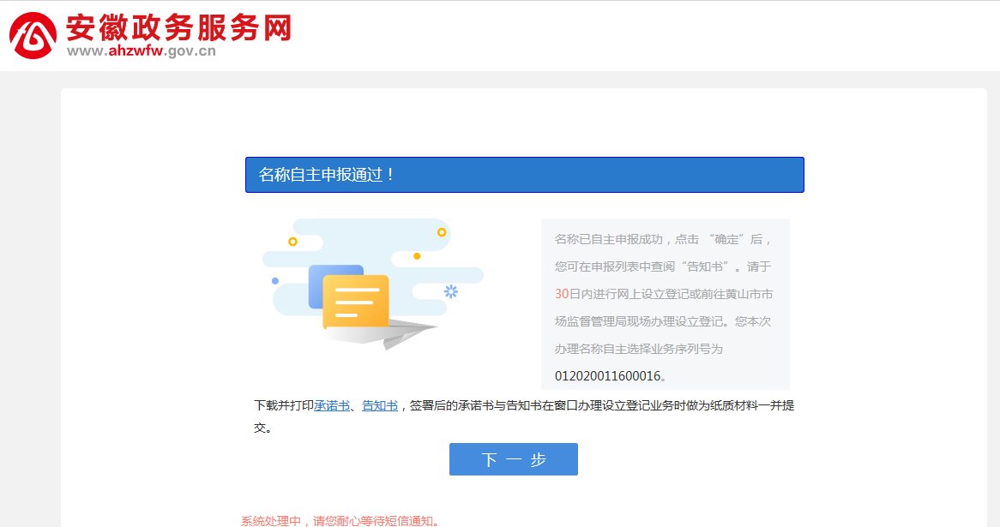 安徽政务服务网
www.ahzwfw.gov.cn
名称自主申报通过！
名称已自主申报成功，点击 “确定”后，
您可在申报列表中查阅“告知书”。请于
30日内进行网上设立登记或前往黄山市市
场监督管理局现场办理设立登记。您本次
办理名称自主选择业务序列号为
012020011600016。
下载并打印承诺书、告知书，签署后的承诺书与告知书在窗口办理设立登记业务时做为纸质材料一并提
交。
下 一 步
系统处理中，请您耐心等待短信通知。